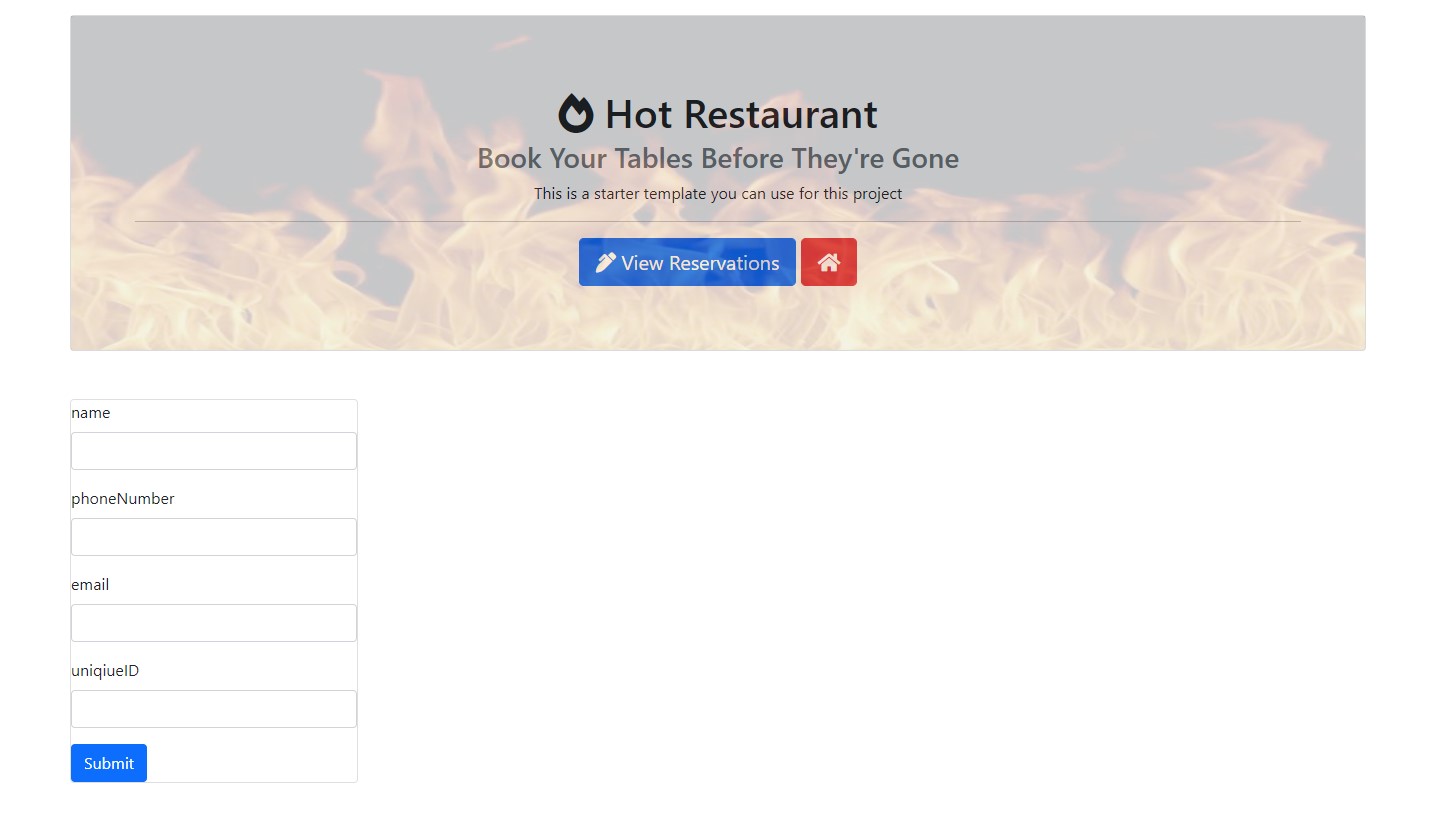 Hot Restaurant
Book Your Tables Before They're Gone
This is a starter template you can use for this project
View Reservations
name
phoneNumber
email
uniqiueID
Submit